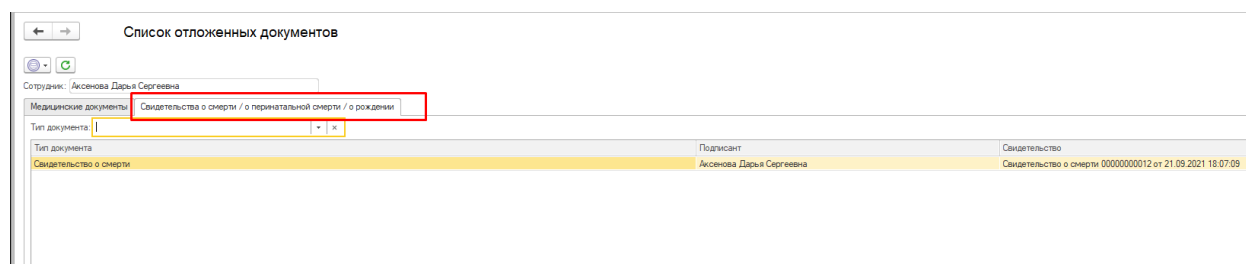 Список отложенных документов
Сотрудник: Аксенова Дарья Сергеевна
Медицинские документы Свидетельства о смерти / о перинатальной смерти / о рождении
Тип документа:
Тип документа Подписант Свидетельство
Свидетельство о смерти Аксенова Дарья Сергеевна Свидетельство о смерти 00000000012 от 21.09.2021 18:07:09